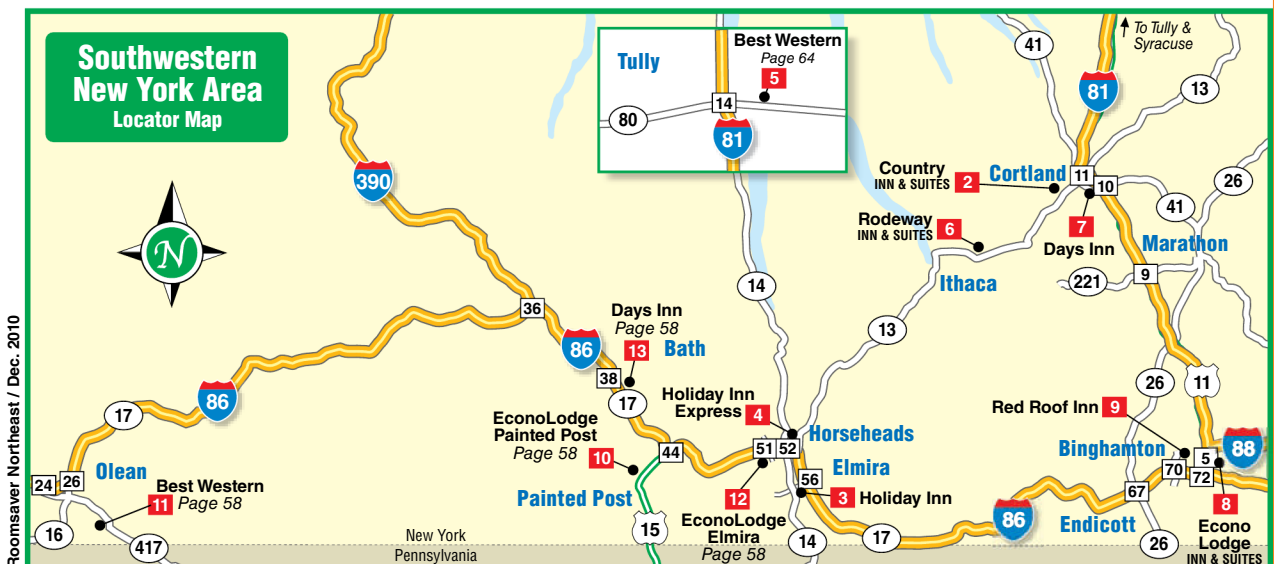 Southwestern
New York Area
Locator Map
Tully
Best Western
Page 64
5
14
80
81
To Tully &
Syracuse
41
13
81
Country
INN & SUITES
2
Cortland
11
10
26
41
Rodeway
INN & SUITES
6
7
Days Inn
Marathon
9
221
Ithaca
390
N
14
13
36
86
Days Inn
Page 58
13
Bath
38
17
86
17
Holiday Inn
Express
4
Horseheads
EconoLodge
Painted Post
Page 58
10
44
51
52
Elmira
56
3
Holiday Inn
12
EconoLodge
Elmira
Page 58
Painted Post
15
14
17
86
26
11
Red Roof Inn
9
Binghamton
88
70
5
72
67
Endicott
26
8
Econo
Lodge
INN & SUITES
Olean
24
26
Best Western
11
Page 58
16
417
New York
Pennsylvania
Roomsaver Northeast / Dec. 2010